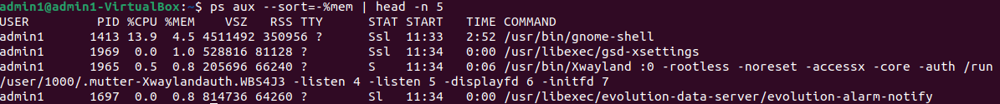 admin1@admin1-VirtualBox:~$ ps aux --sort=-%mem | head -n 5
USER PID %CPU %MEM VSZ RSS TTY STAT START TIME COMMAND
admin1 1413 13.9 4.5 4511492 350956 ? Ssl 11:33 2:52 /usr/bin/gnome-shell
admin1 1969 0.0 1.0 528816 81128 ? Ssl 11:34 0:00 /usr/libexec/gsd-xsettings
admin1 1965 0.5 0.8 205696 66240 ? S 11:34 0:06 /usr/bin/Xwayland :0 -rootless -noreset -accessx -core -auth /run
/user/1000/.mutter-Xwaylandauth.WBS4J3 -listen 4 -listen 5 -displayfd 6 -initfd 7
admin1 1697 0.0 0.8 814736 64260 ? Sl 11:34 0:00 /usr/libexec/evolution-data-server/evolution-alarm-notify